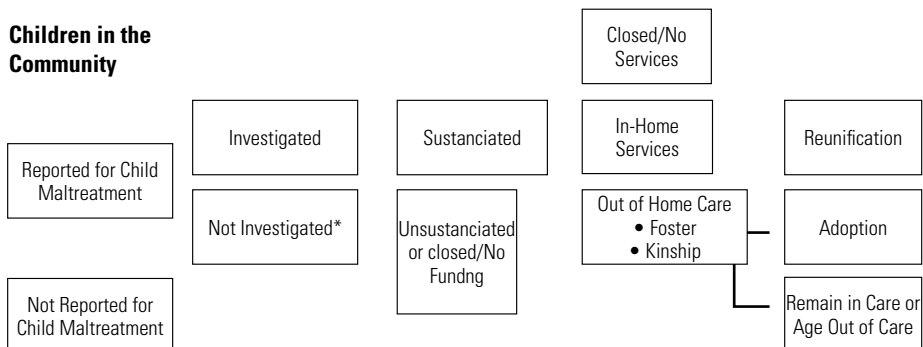 Children in the
Community
Reported for Child
Maltreatment
Not Reported for
Child Maltreatment
Investigated
Not Investigated*
Sustanciated
Unsustanciated
or closed/No
Fundng
Closed/No
Services
In-Home
Services
Out of Home Care
• Foster
• Kinship
Reunification
Adoption
Remain in Care or
Age Out of Care